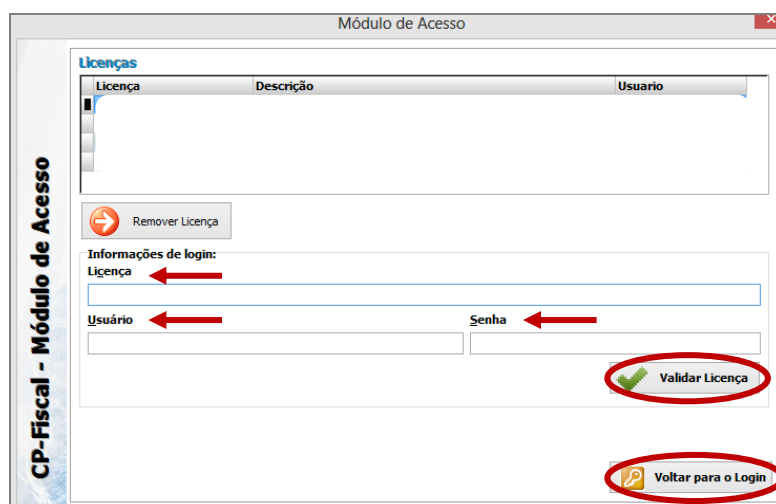 Módulo de Acesso
CP-Fiscal - Módulo de Acesso
Licenças
Licença Descrição Usuario
Remover Licença
Informações de login:
Licença
Usuário Senha
Validar Licença
Voltar para o Login